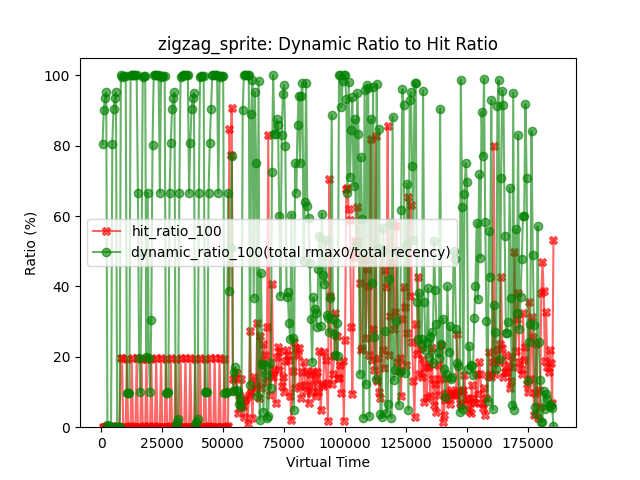 zigzag_sprite: Dynamic Ratio to Hit Ratio
100
80
60
40
20
0
Ratio (%)
hit_ratio_100
dynamic_ratio_100(total rmax0/total recency)
0 25000 50000 75000 100000 125000 150000 175000
Virtual Time